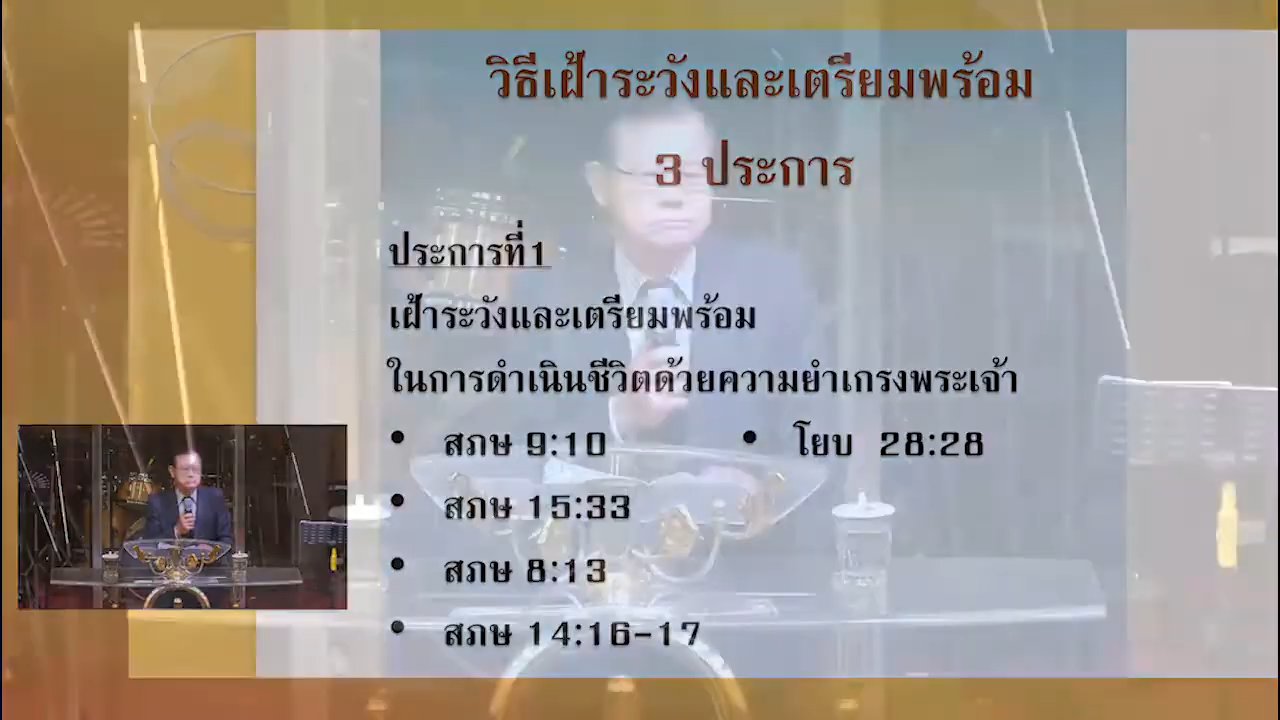 วิธีเฝ้าระวังและเตรียมพร้อม
3 ประการ
ประการที่1
เฝ้าระวังและเตรียมพร้อม
ในการดำเนินชีวิตด้วยความยำเกรงพระเจ้า
• สภษ 9:10 • โยบ 28:28
• สภษ 15:33
• สภษ 8:13
• สภษ 14:16-17